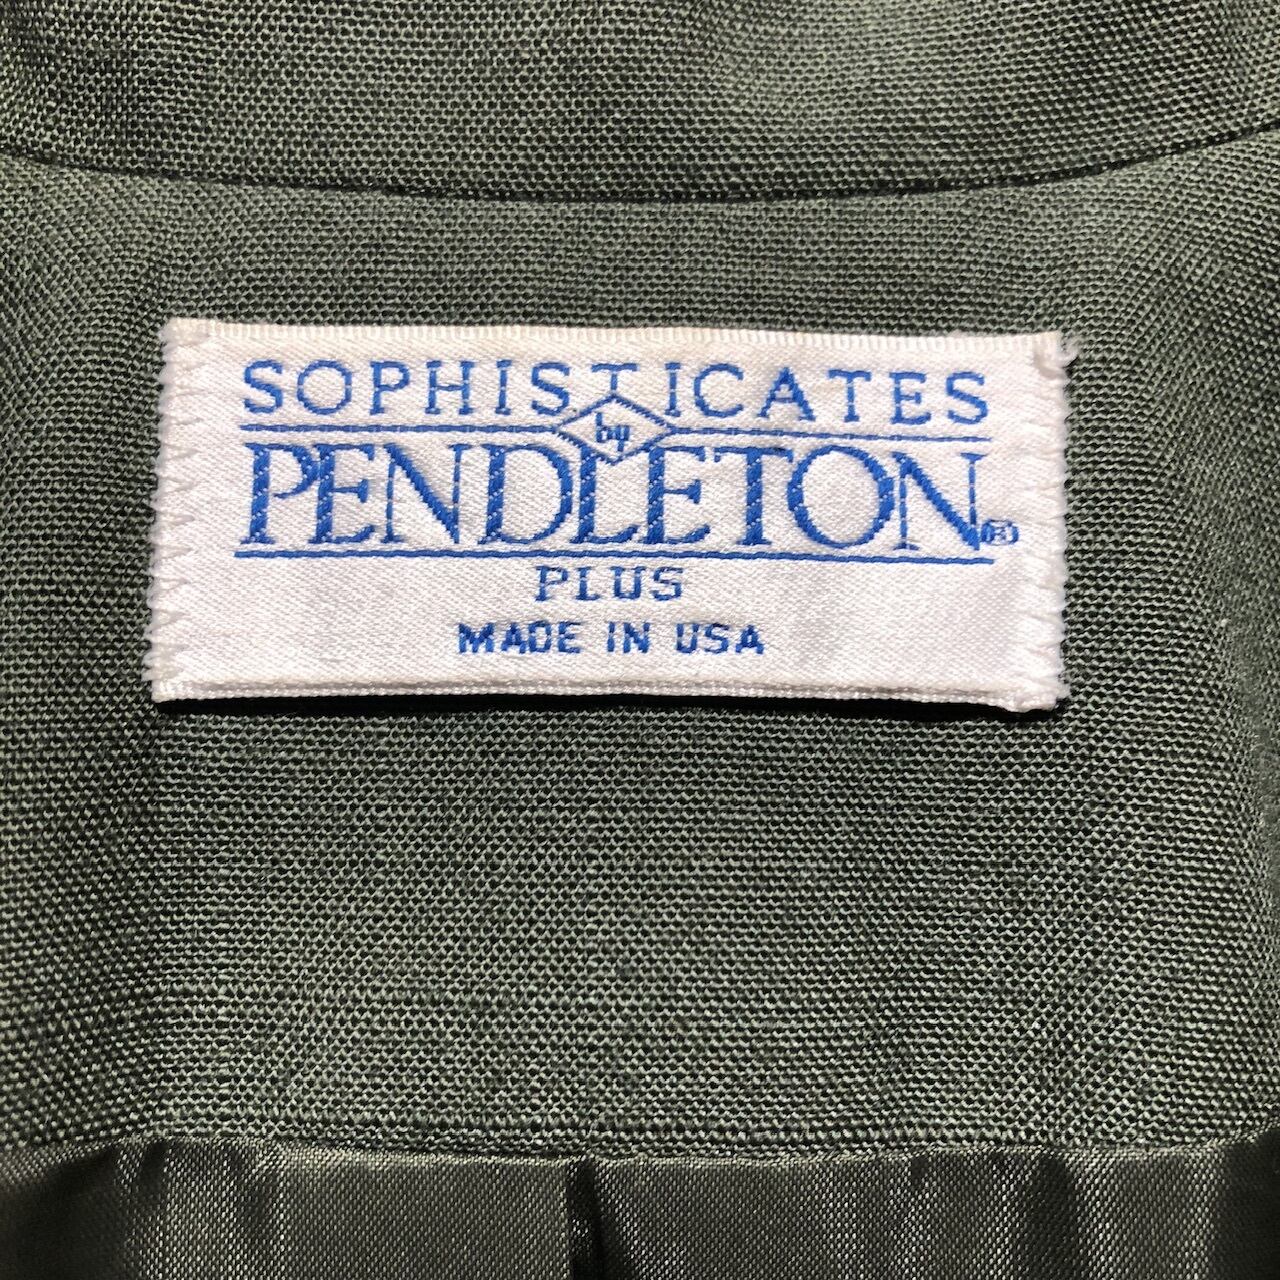 SOPHISTICATES
by
PENDLETON®
PLUS
MADE IN USA